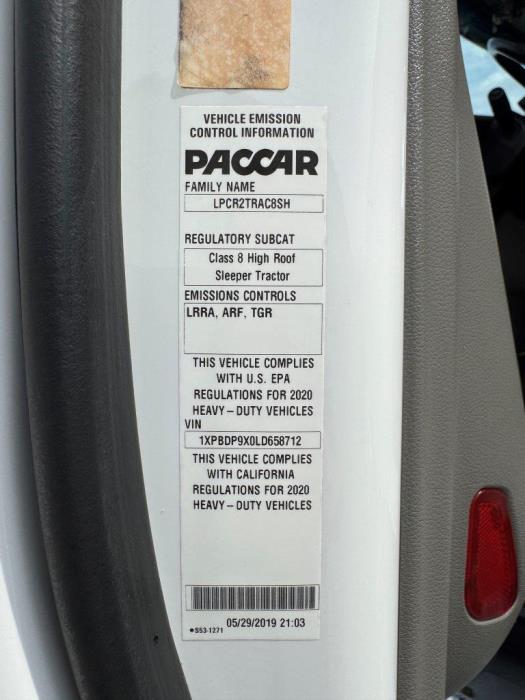 VEHICLE EMISSION
CONTROL INFORMATION
PACCAR
FAMILY NAME
LPCR2TRAC8SH
REGULATORY SUBCAT
Class 8 High Roof
Sleeper Tractor
EMISSIONS CONTROLS
LRRA, ARF, TGR
THIS VEHICLE COMPLIES
WITH U.S. EPA
REGULATIONS FOR 2020
HEAVY-DUTY VEHICLES
VIN
1XPBDP9X0LD658712
THIS VEHICLE COMPLIES
WITH CALIFORNIA
REGULATIONS FOR 2020
HEAVY-DUTY VEHICLES
05/29/2019 21:03
•S53-1271